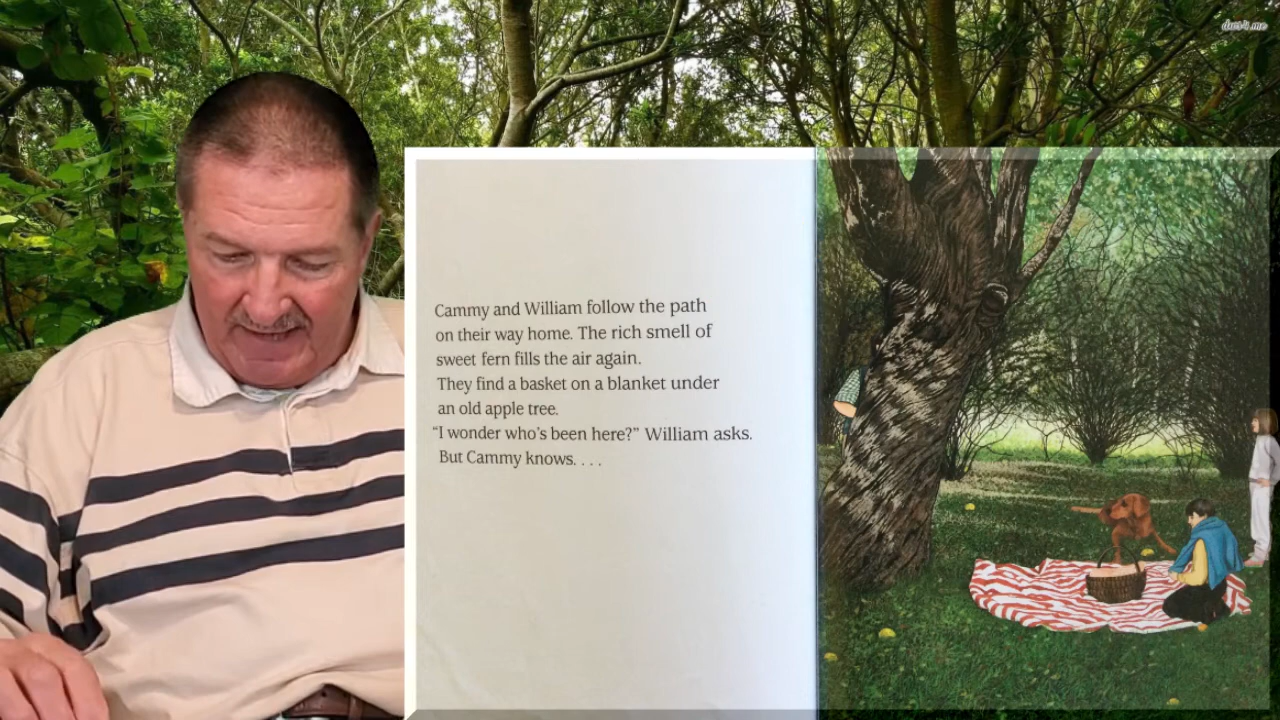 Cammy and William follow the path
on their way home. The rich smell of
sweet fern fills the air again.
They find a basket on a blanket under
an old apple tree.
“I wonder who’s been here?” William asks.
But Cammy knows. . . .